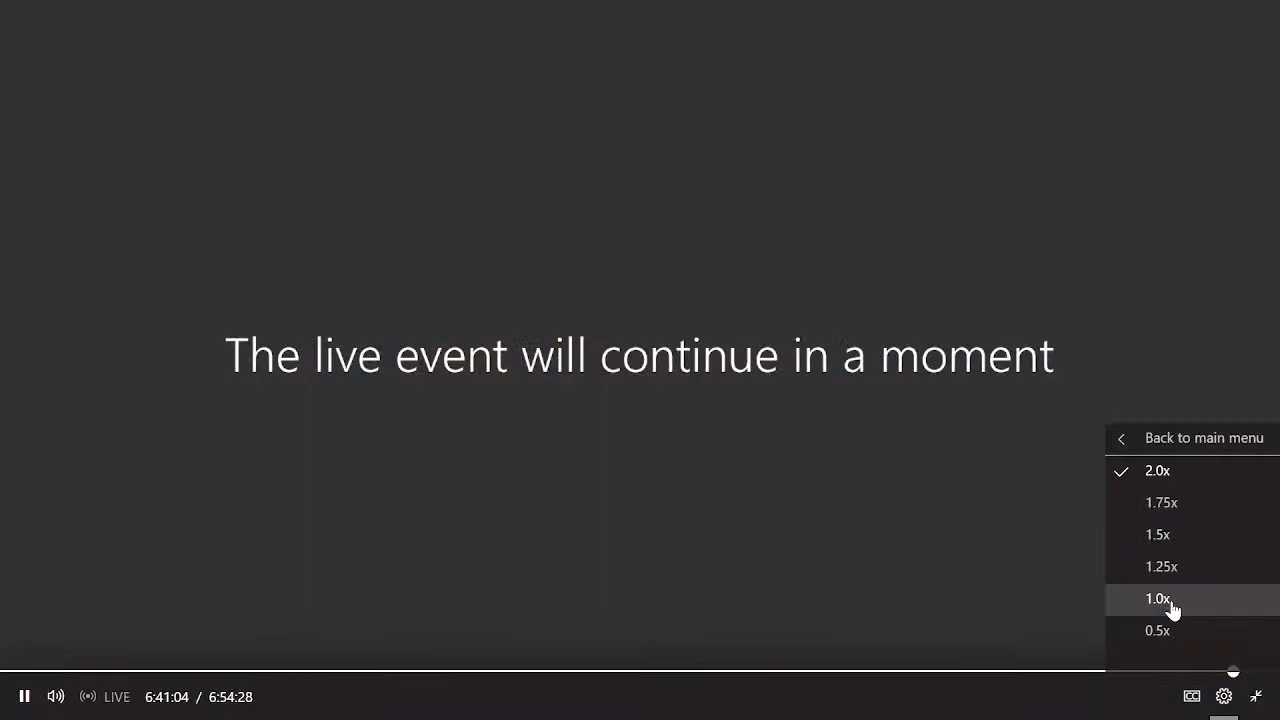 The live event will continue in a moment
Back to main menu
2.0x
1.75x
1.5x
1.25x
1.0x
0.5x
LIVE 6:41:04 / 6:54:28 CC